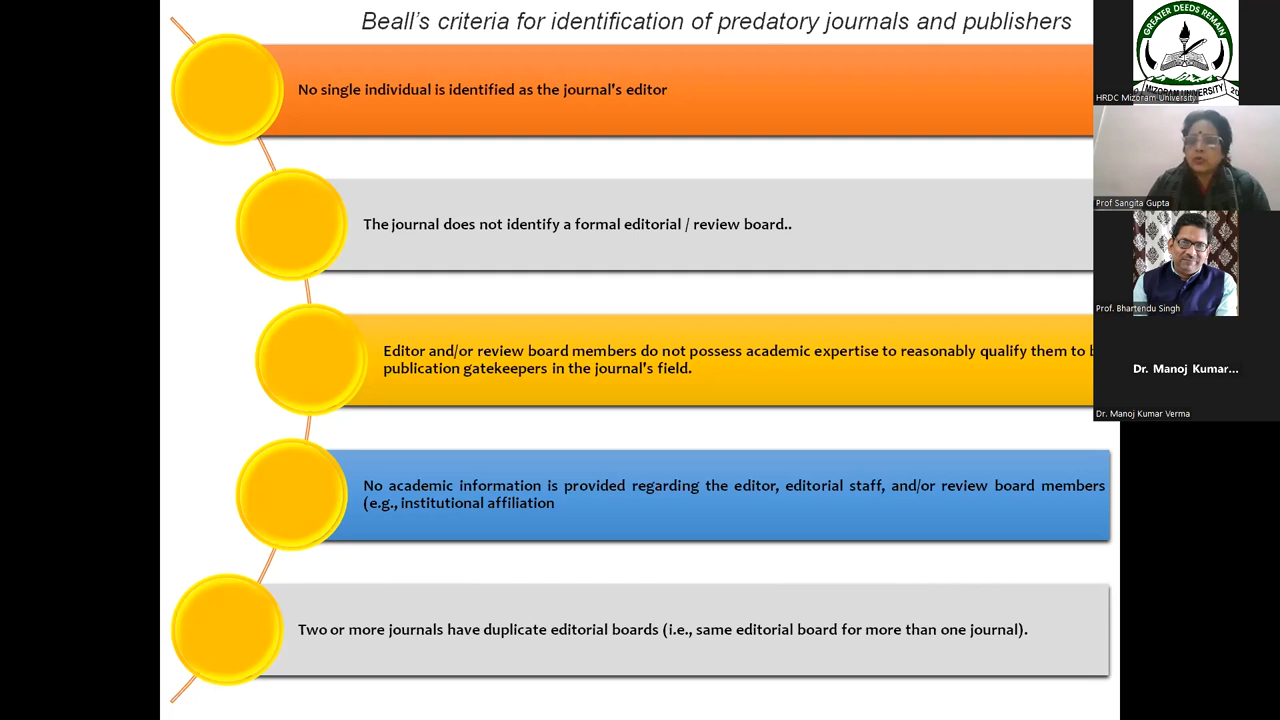 Beall's criteria for identification of predatory journals and publishers
No single individual is identified as the journal's editor
The journal does not identify a formal editorial / review board..
Editor and/or review board members do not possess academic expertise to reasonably qualify them to
publication gatekeepers in the journal's field.
No academic information is provided regarding the editor, editorial staff, and/or review board members
(e.g., institutional affiliation
Two or more journals have duplicate editorial boards (i.e., same editorial board for more than one journal).
GREATER DEEDS REMAIN
MIZORAM UNIVERSITY
HRDC Mizoram University
Prof Sangita Gupta
Prof. Bhartendu Singh
Dr. Manoj Kumar...
Dr. Manoj Kumar Verma